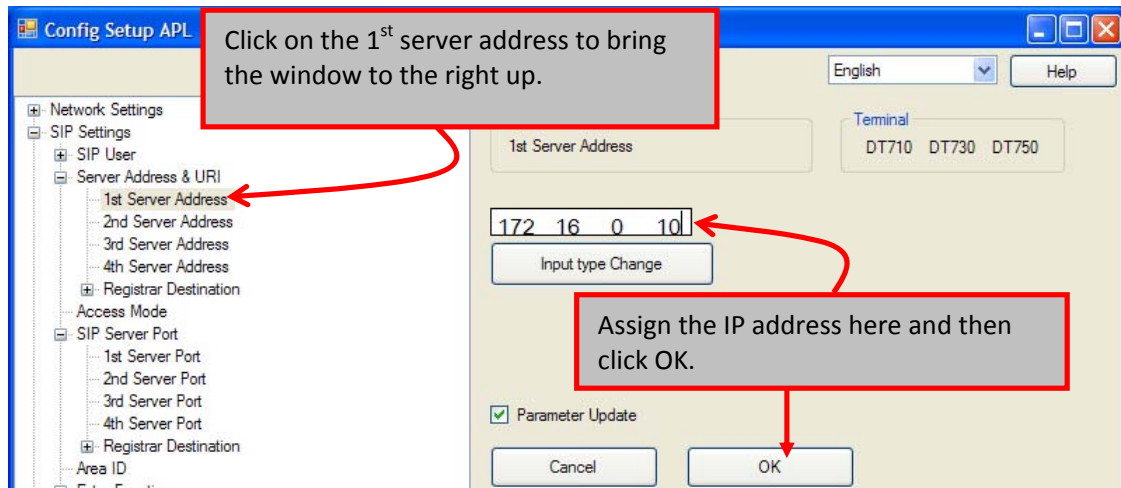 Config Setup APL
Click on the 1st server address to bring
the window to the right up.
English
Help
Network Settings
SIP Settings
SIP User
Server Address & URI
1st Server Address
2nd Server Address
3rd Server Address
4th Server Address
Registrar Destination
Access Mode
SIP Server Port
1st Server Port
2nd Server Port
3rd Server Port
4th Server Port
Registrar Destination
Area ID
1st Server Address
Terminal
DT710 DT730 DT750
172 16 0 10
Input type Change
Assign the IP address here and then
click OK.
Parameter Update
Cancel
OK